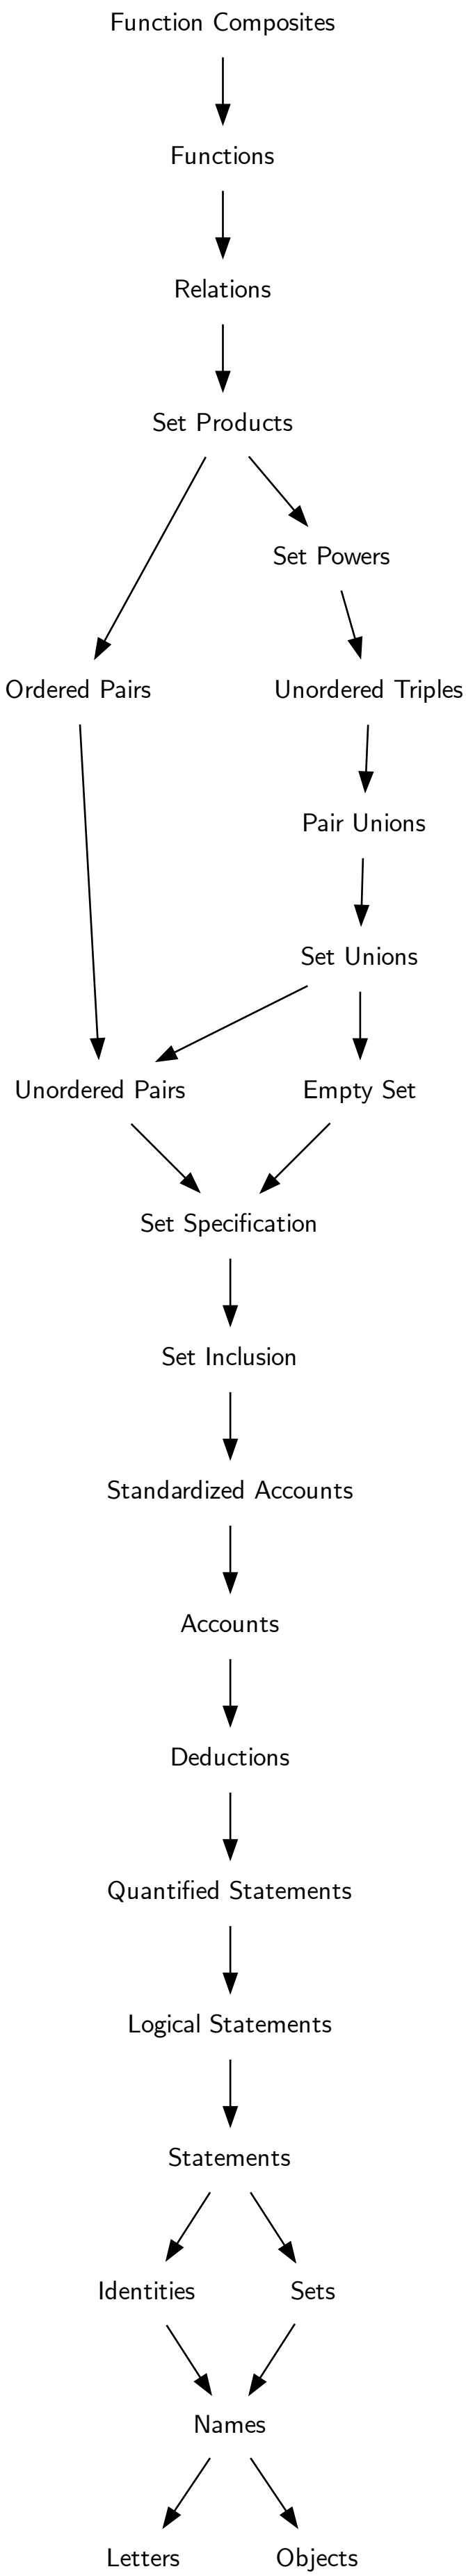 Function Composites
Functions
Relations
Set Products
Set Powers
Ordered Pairs
Unordered Triples
Pair Unions
Set Unions
Unordered Pairs
Empty Set
Set Specification
Set Inclusion
Standardized Accounts
Accounts
Deductions
Quantified Statements
Logical Statements
Statements
Identities
Sets
Names
Letters
Objects